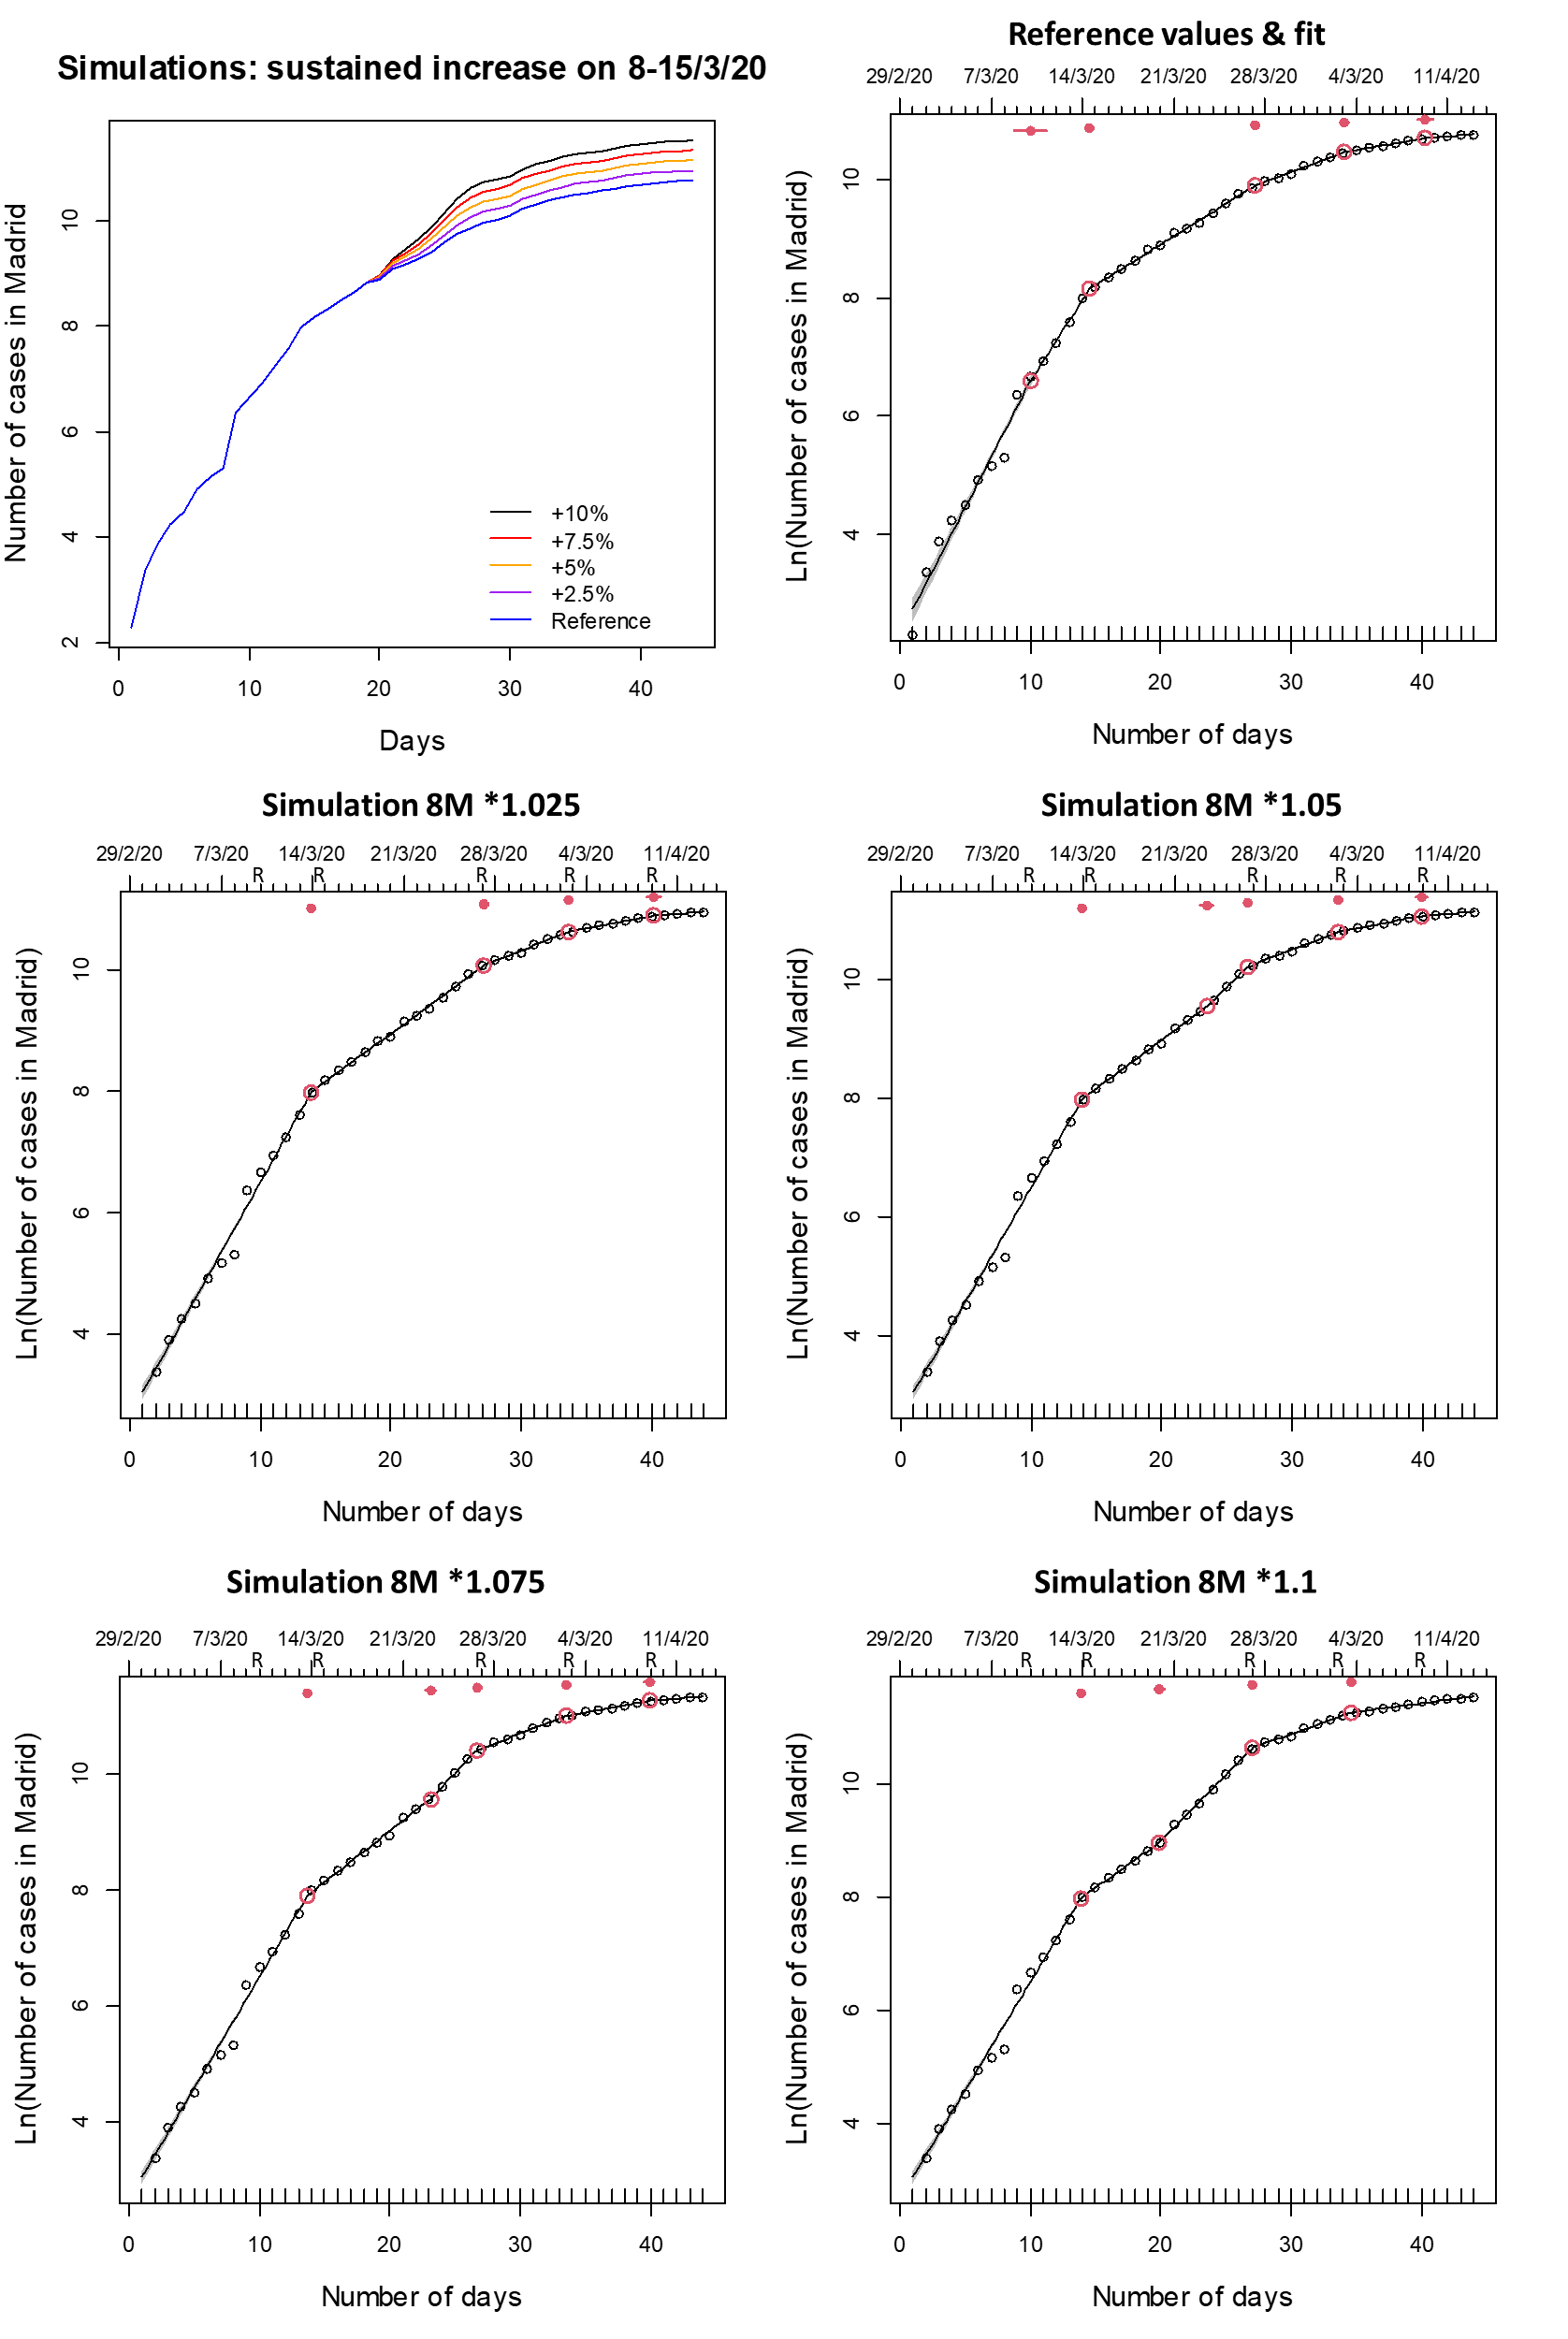 Simulations: sustained increase on 8-15/3/20
Number of cases in Madrid
2 4 6 8 10
+10%
+7.5%
+5%
+2.5%
Reference
0 10 20 30 40
Days
Reference values & fit
29/2/20 7/3/20 14/3/20 21/3/20 28/3/20 4/3/20 11/4/20
Ln(Number of cases in Madrid)
4 6 8 10
0 10 20 30 40
Number of days
Simulation 8M *1.025
29/2/20 7/3/20 14/3/20 21/3/20 28/3/20 4/3/20 11/4/20
R R R R R
Ln(Number of cases in Madrid)
4 6 8 10
0 10 20 30 40
Number of days
Simulation 8M *1.05
29/2/20 7/3/20 14/3/20 21/3/20 28/3/20 4/3/20 11/4/20
R R R R R
Ln(Number of cases in Madrid)
4 6 8 10
0 10 20 30 40
Number of days
Simulation 8M *1.075
29/2/20 7/3/20 14/3/20 21/3/20 28/3/20 4/3/20 11/4/20
R R R R R
Ln(Number of cases in Madrid)
4 6 8 10
0 10 20 30 40
Number of days
Simulation 8M *1.1
29/2/20 7/3/20 14/3/20 21/3/20 28/3/20 4/3/20 11/4/20
R R R R R
Ln(Number of cases in Madrid)
4 6 8 10
0 10 20 30 40
Number of days